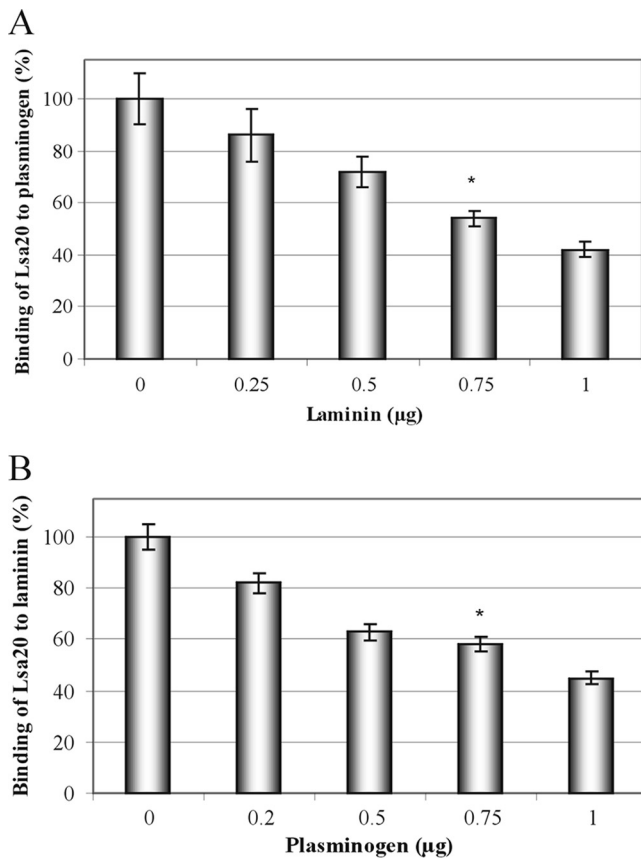 A
Binding of Lsa20 to plasminogen (%)
100
80
60
40
20
0
*
0 0.25 0.5 0.75 1
Laminin (µg)
B
Binding of Lsa20 to laminin (%)
100
80
60
40
20
0
*
0 0.2 0.5 0.75 1
Plasminogen (µg)